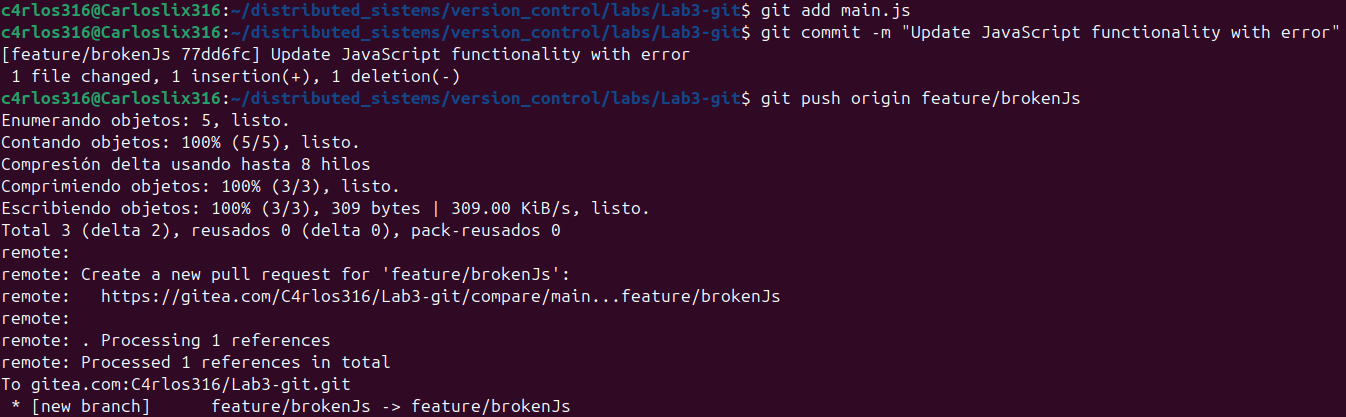 c4rlos316@Carloslix316:~/distributed_sistems/version_control/labs/Lab3-git$ git add main.js
c4rlos316@Carloslix316:~/distributed_sistems/version_control/labs/Lab3-git$ git commit -m "Update JavaScript functionality with error"
[feature/brokenJs 77dd6fc] Update JavaScript functionality with error
 1 file changed, 1 insertion(+), 1 deletion(-)
c4rlos316@Carloslix316:~/distributed_sistems/version_control/labs/Lab3-git$ git push origin feature/brokenJs
Enumerando objetos: 5, listo.
Contando objetos: 100% (5/5), listo.
Compresión delta usando hasta 8 hilos
Comprimiendo objetos: 100% (3/3), listo.
Escribiendo objetos: 100% (3/3), 309 bytes | 309.00 KiB/s, listo.
Total 3 (delta 2), reusados 0 (delta 0), pack-reusados 0
remote:
remote: Create a new pull request for 'feature/brokenJs':
remote:   https://gitea.com/C4rlos316/Lab3-git/compare/main...feature/brokenJs
remote:
remote: . Processing 1 references
remote: Processed 1 references in total
To gitea.com:C4rlos316/Lab3-git.git
 * [new branch]      feature/brokenJs -> feature/brokenJs